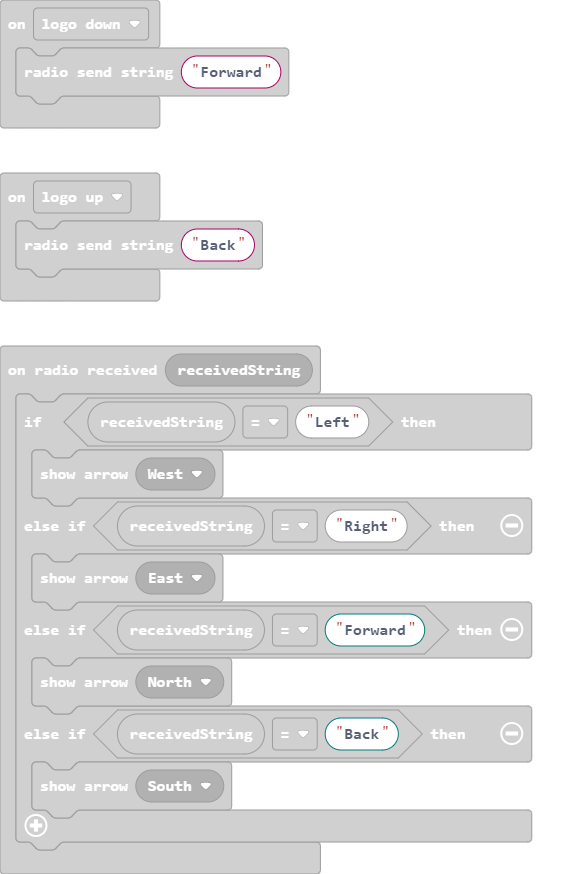 on logo down
radio send string "Forward"
on logo up
radio send string "Back"
on radio received receivedString
if receivedString = "Left" then
show arrow West
else if receivedString = "Right" then
show arrow East
else if receivedString = "Forward" then
show arrow North
else if receivedString = "Back" then
show arrow South